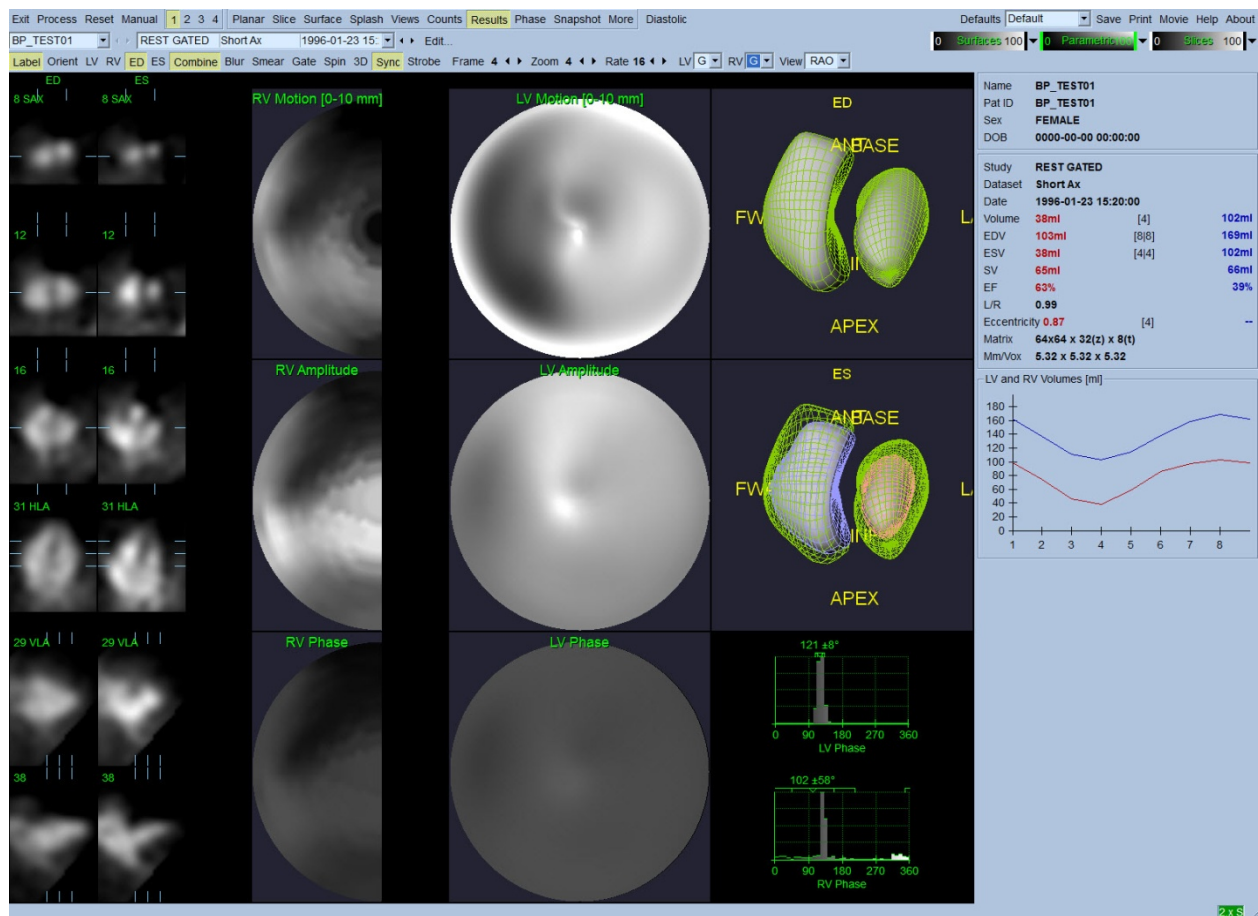 Exit Process Reset Manual 1 2 3 4 Planar Slice Surface Splash Views Counts Results Phase Snapshot More Diastolic Defaults Default Save Print Movie Help About
BP_TEST01 REST GATED Short Ax 1996-01-23 15: Edit... 0 Surfaces 100 0 Parametric 0 Slices 100
Label Orient LV RV ED ES Combine Blur Smear Gate Spin 3D Sync Strobe Frame 4 Zoom 4 Rate 16 LV G RV G View RAO
ED ES
8 SAX
12
12
16
16
31 HLA
29 VLA
29 VLA
38
38
RV Motion [0-10 mm]
LV Motion [0-10 mm]
RV Amplitude
LV Amplitude
RV Phase
LV Phase
ED
ANT BASE
FW
APEX
ES
ANT BASE
FW
APEX
121 ±8°
0 90 180 270 360
LV Phase
102 ±58°
0 90 180 270 360
RV Phase
Name BP_TEST01
Pat ID BP_TEST01
Sex FEMALE
DOB 0000-00-00 00:00:00
Study REST GATED
Dataset Short Ax
Date 1996-01-23 15:20:00
Volume 38ml [4] 102ml
EDV 103ml [8|8] 169ml
ESV 38ml [4|4] 102ml
SV 65ml 66ml
EF 63% 39%
L/R 0.99
Eccentricity 0.87 [4] --
Matrix 64x64 x 32(z) x 8(t)
Mm/Vox 5.32 x 5.32 x 5.32
LV and RV Volumes [ml]
180
160
140
120
100
80
60
40
20
0
1 2 3 4 5 6 7 8
2 x S